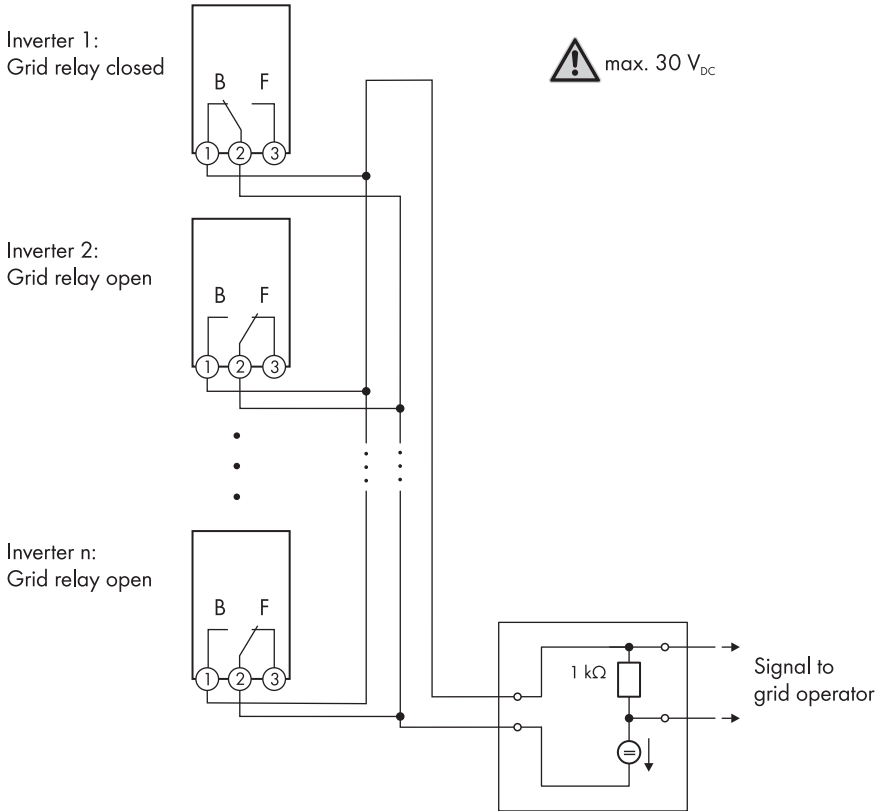 Inverter 1:
Grid relay closed
B F
1 2 3
max. 30 VDC
Inverter 2:
Grid relay open
B F
1 2 3
Inverter n:
Grid relay open
B F
1 2 3
1 kΩ
Signal to
grid operator